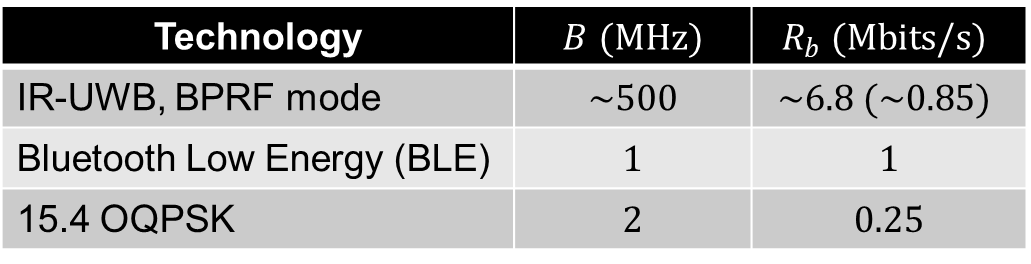 Technology B (MHz) R_b (Mbits/s)
IR-UWB, BPRF mode ~500 ~6.8 (~0.85)
Bluetooth Low Energy (BLE) 1 1
15.4 OQPSK 2 0.25